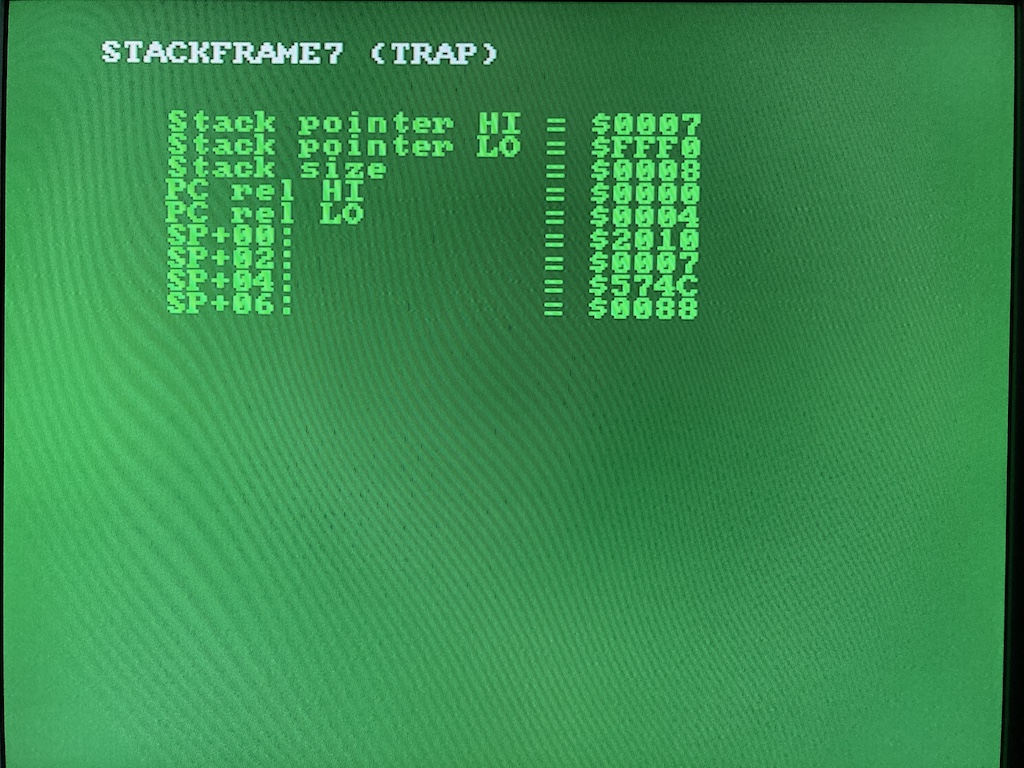 STACKFRAME7 (TRAP)
Stack pointer HI = $0007
Stack pointer LO = $FFF0
Stack size = $0008
PC rel HI = $0000
PC rel LO = $0004
SP+00: = $2010
SP+02: = $0007
SP+04: = $574C
SP+06: = $0088